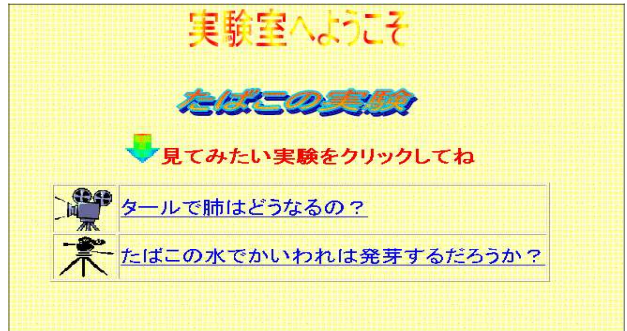 実験室へようこそ
たばこの実験
見てみたい実験をクリックしてね
タールで肺はどうなるの？
たばこの水でかいわれは発芽するだろうか？